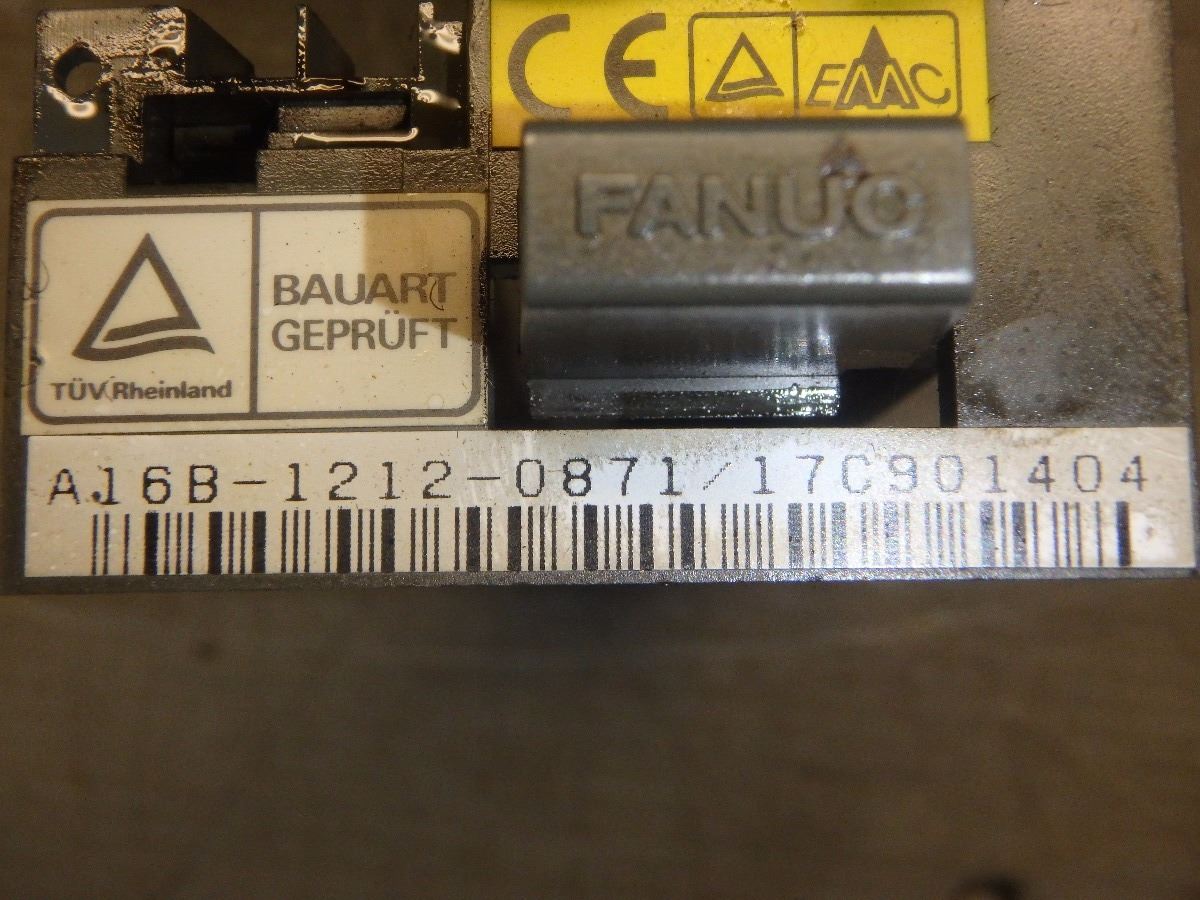 CE EMC
FANUC
BAUART
GEPRÜFT
TÜV Rheinland
A16B-1212-0871/17C901404